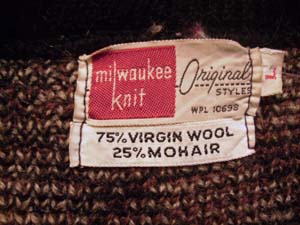 milwaukee
knit
Original
STYLES
WPL 10698
L
75% VIRGIN WOOL
25% MOHAIR